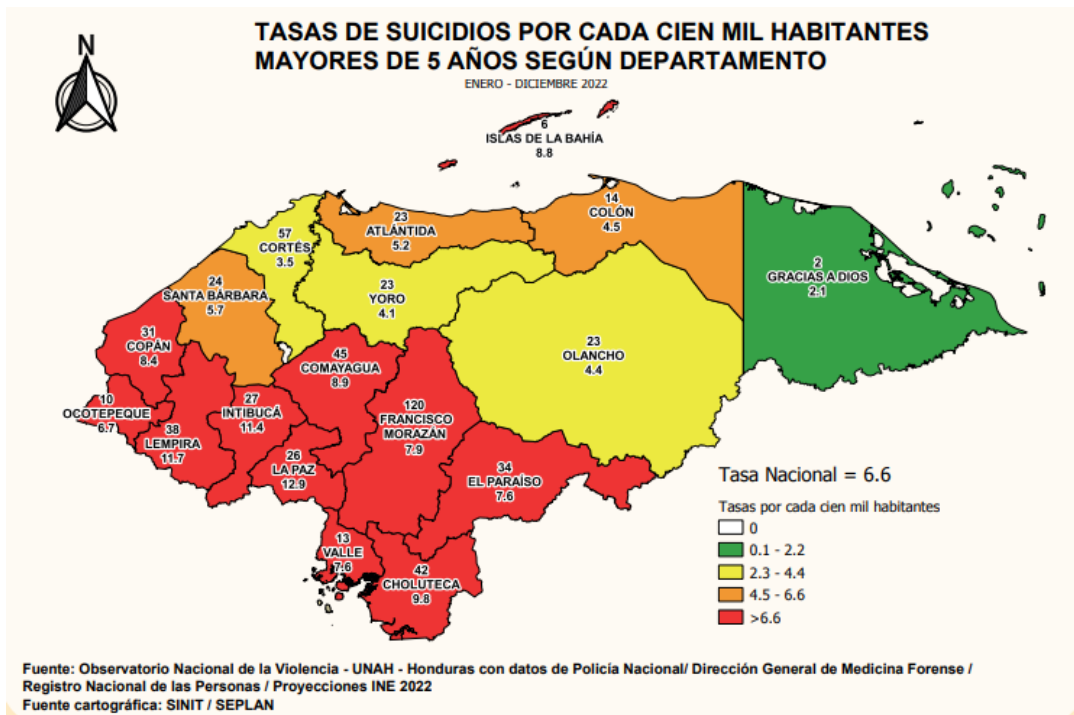 TASAS DE SUICIDIOS POR CADA CIEN MIL HABITANTES
MAYORES DE 5 AÑOS SEGÚN DEPARTAMENTO
ENERO - DICIEMBRE 2022
N
6
ISLAS DE LA BAHÍA
8.8
14
COLÓN
4.5
23
ATLÁNTIDA
5.2
57
CORTÉS
3.5
2
GRACIAS A DIOS
2.1
24
SANTA BÁRBARA
5.7
23
YORO
4.1
31
COPÁN
8.4
23
OLANCHO
4.4
45
COMAYAGUA
8.9
10
OCOTEPEQUE
6.7
27
INTIBUCÁ
11.4
120
FRANCISCO
MORAZÁN
7.9
38
LEMPIRA
11.7
26
LA PAZ
12.9
34
EL PARAÍSO
7.6
13
VALLE
7.6
42
CHOLUTECA
9.8
Tasa Nacional = 6.6
Tasas por cada cien mil habitantes
0
0.1 - 2.2
2.3 - 4.4
4.5 - 6.6
>6.6
Fuente: Observatorio Nacional de la Violencia - UNAH - Honduras con datos de Policía Nacional/ Dirección General de Medicina Forense /
Registro Nacional de las Personas / Proyecciones INE 2022
Fuente cartográfica: SINIT / SEPLAN